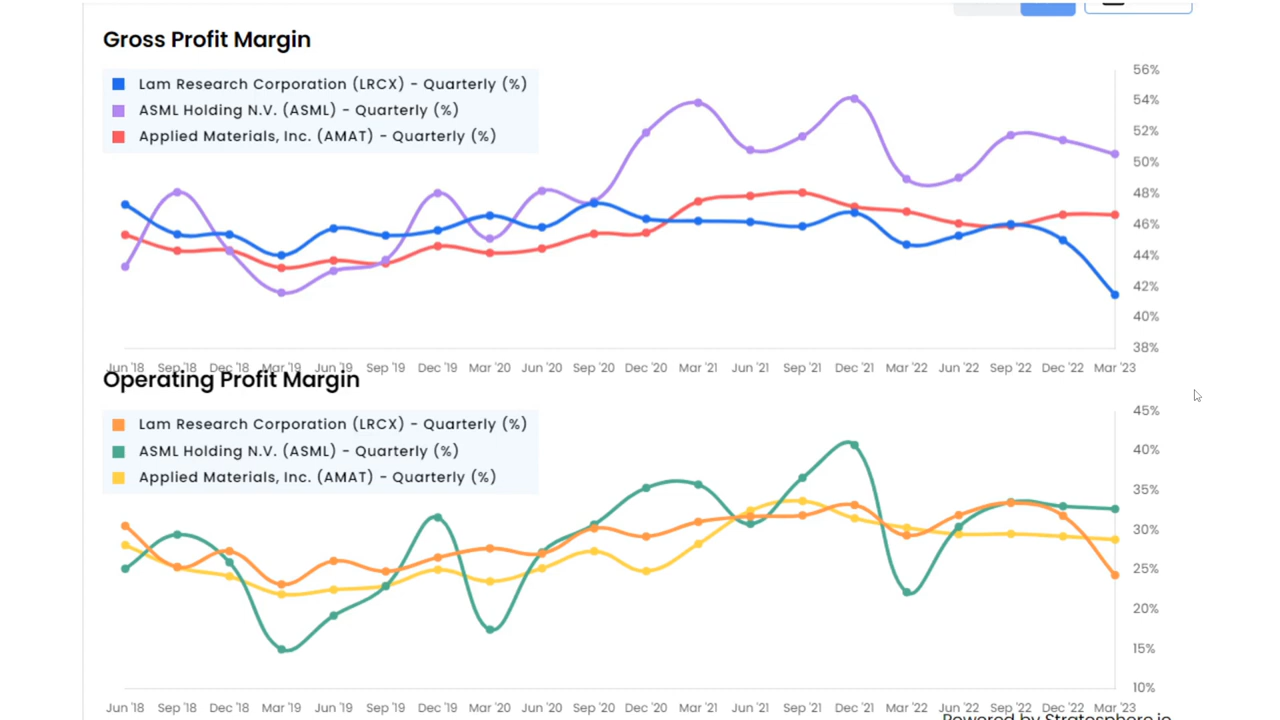 Gross Profit Margin
Lam Research Corporation (LRCX) - Quarterly (%)
ASML Holding N.V. (ASML) - Quarterly (%)
Applied Materials, Inc. (AMAT) - Quarterly (%)
56%
54%
52%
50%
48%
46%
44%
42%
40%
38%
Jun '18 Sep '18 Dec '18 Mar '19 Jun '19 Sep '19 Dec '19 Mar '20 Jun '20 Sep '20 Dec '20 Mar '21 Jun '21 Sep '21 Dec '21 Mar '22 Jun '22 Sep '22 Dec '22 Mar '23
Operating Profit Margin
Lam Research Corporation (LRCX) - Quarterly (%)
ASML Holding N.V. (ASML) - Quarterly (%)
Applied Materials, Inc. (AMAT) - Quarterly (%)
45%
40%
35%
30%
25%
20%
15%
10%
Jun '18 Sep '18 Dec '18 Mar '19 Jun '19 Sep '19 Dec '19 Mar '20 Jun '20 Sep '20 Dec '20 Mar '21 Jun '21 Sep '21 Dec '21 Mar '22 Jun '22 Sep '22 Dec '22 Mar '23
Powered by Stratosphere.io